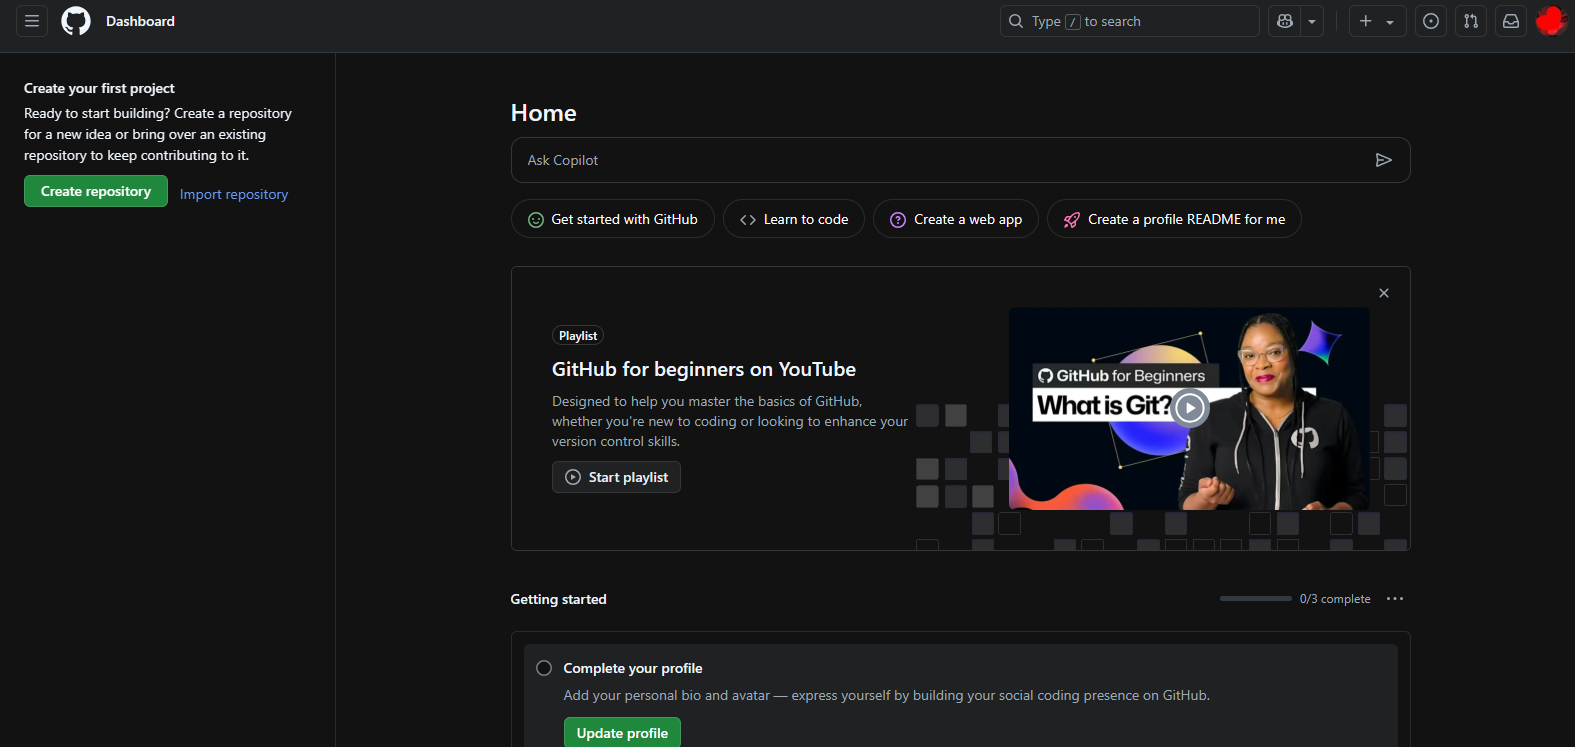 Dashboard
Type / to search
Create your first project
Ready to start building? Create a repository
for a new idea or bring over an existing
repository to keep contributing to it.
Create repository
Import repository
Home
Ask Copilot
Get started with GitHub
Learn to code
Create a web app
Create a profile README for me
Playlist
GitHub for beginners on YouTube
Designed to help you master the basics of GitHub,
whether you're new to coding or looking to enhance your
version control skills.
Start playlist
GitHub for Beginners
What is Git?
Getting started
0/3 complete
Complete your profile
Add your personal bio and avatar — express yourself by building your social coding presence on GitHub.
Update profile